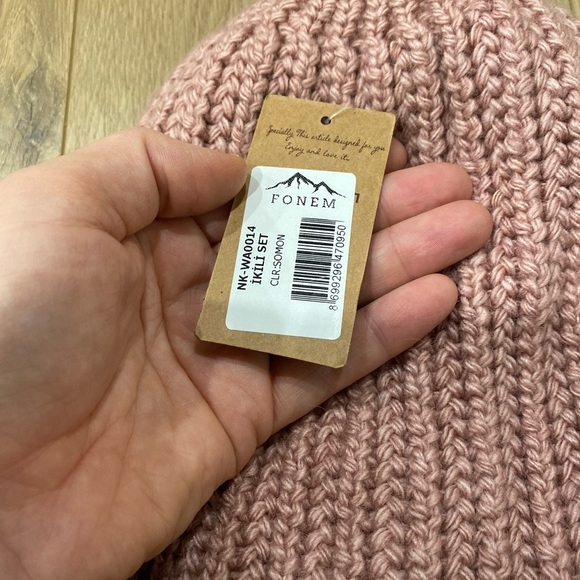 Specially This article designed for you
Enjoy and love it.
FONEM
NK-WA0014
İKİLİ SET
CLR:SOMON
8699296470950